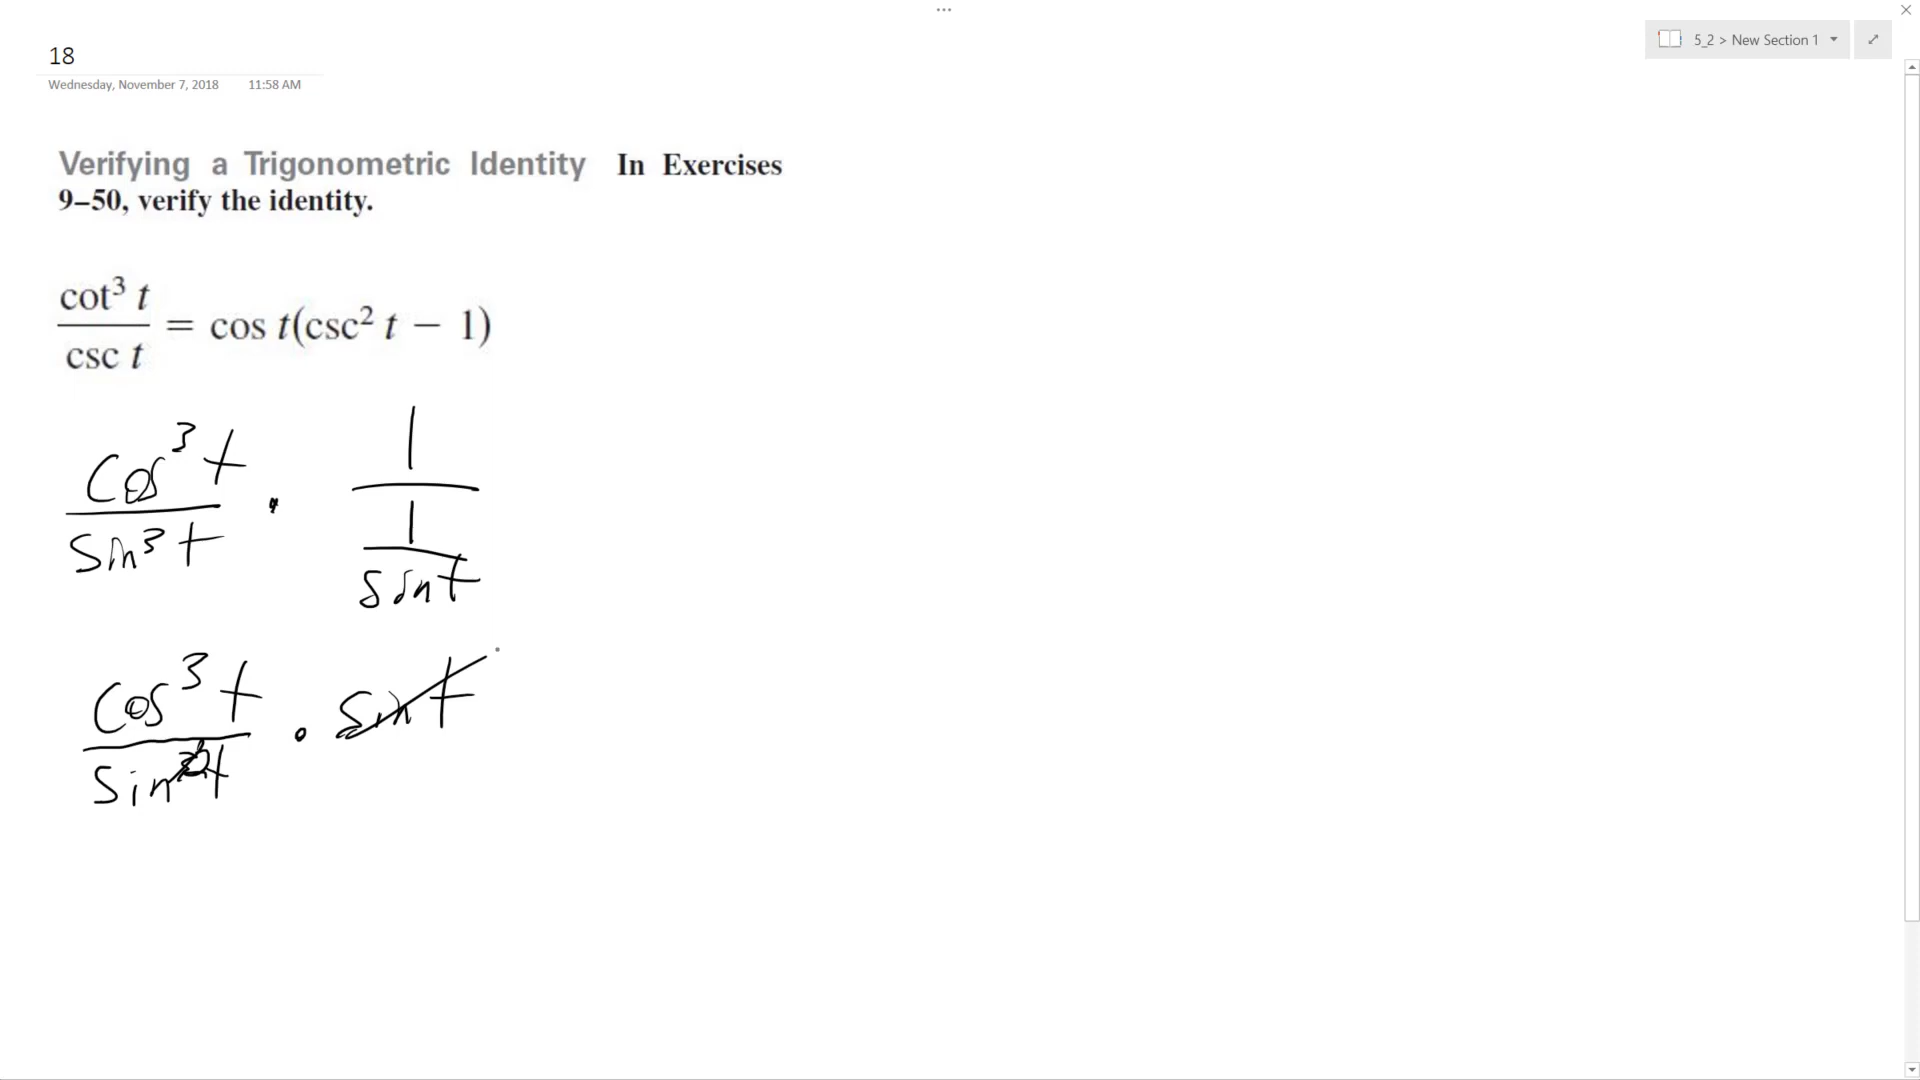 ...
5_2 > New Section 1
18
Wednesday, November 7, 2018 11:58 AM
Verifying a Trigonometric Identity In Exercises
9–50, verify the identity.
cot³ t / csc t = cos t(csc² t − 1)
cos³ t / sin³ t · 1 / (1 / sin t)
cos³ t / sin² t · sin t